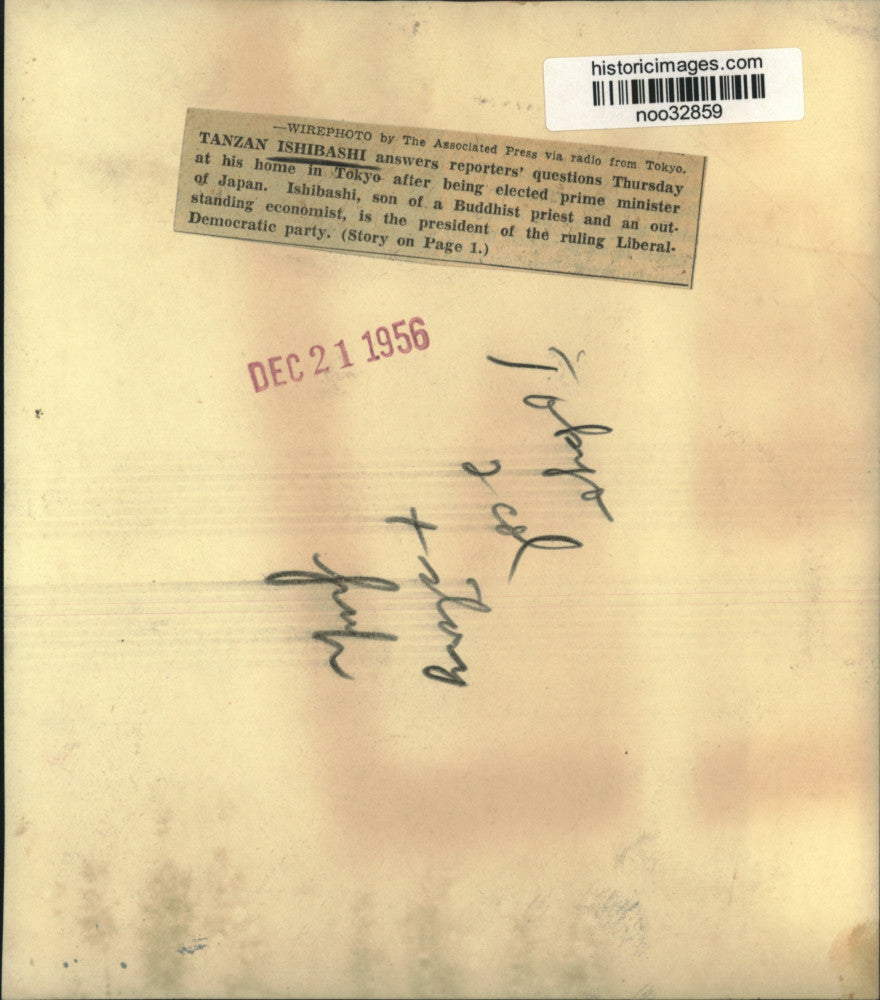 historicimages.com
noo32859
—WIREPHOTO by The Associated Press via radio from Tokyo.
TANZAN ISHIBASHI answers reporters' questions Thursday
at his home in Tokyo after being elected prime minister
of Japan. Ishibashi, son of a Buddhist priest and an out-
standing economist, is the president of the ruling Liberal-
Democratic party. (Story on Page 1.)
DEC 21 1956
Tokyo
2 col
+ story